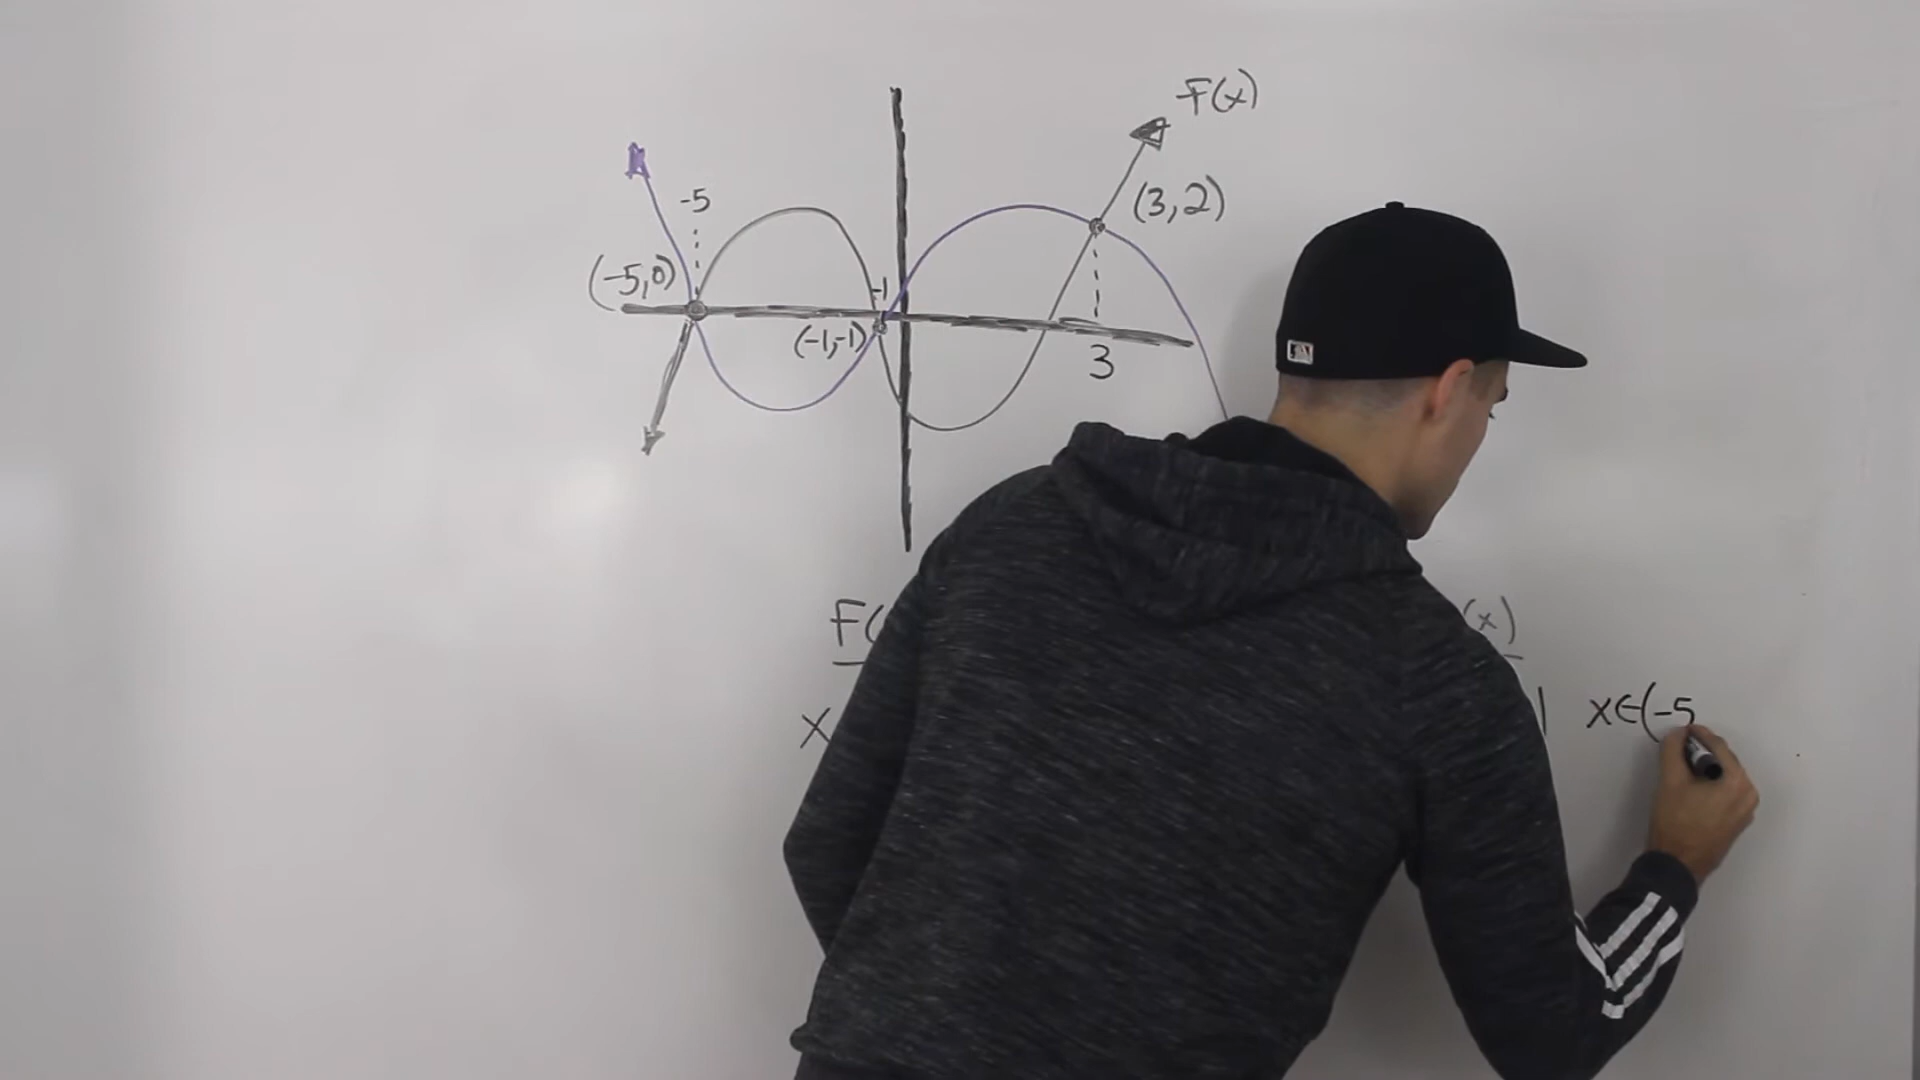 F(x)
-5
(3,2)
(-5,0)
-1
(-1,-1)
3
F(
(x)
X
x∈(-5